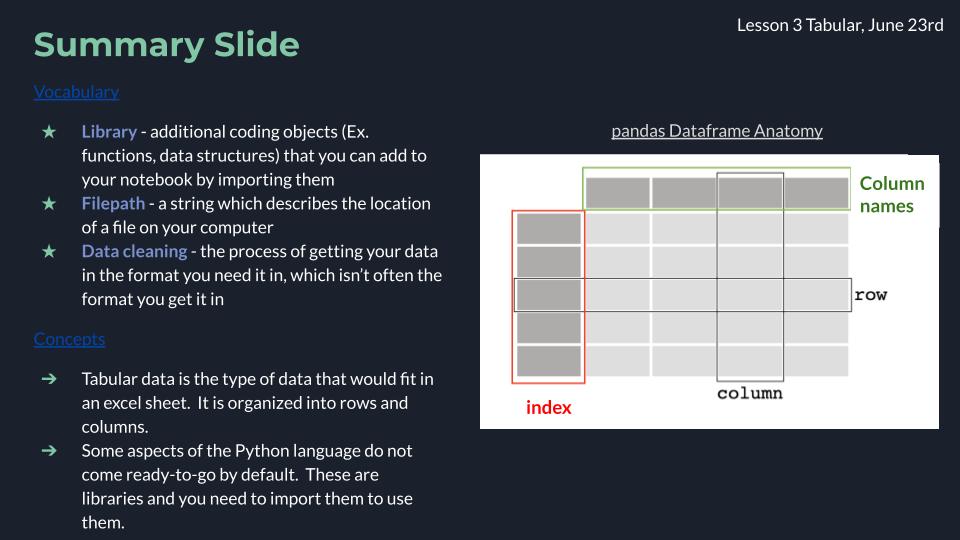 Lesson 3 Tabular, June 23rd
Summary Slide
Vocabulary
★ Library - additional coding objects (Ex.
functions, data structures) that you can add to
your notebook by importing them
★ Filepath - a string which describes the location
of a file on your computer
★ Data cleaning - the process of getting your data
in the format you need it in, which isn’t often the
format you get it in
Concepts
➔ Tabular data is the type of data that would fit in
an excel sheet.  It is organized into rows and
columns.
➔ Some aspects of the Python language do not
come ready-to-go by default.  These are
libraries and you need to import them to use
them.
pandas Dataframe Anatomy
Column
names
row
column
index